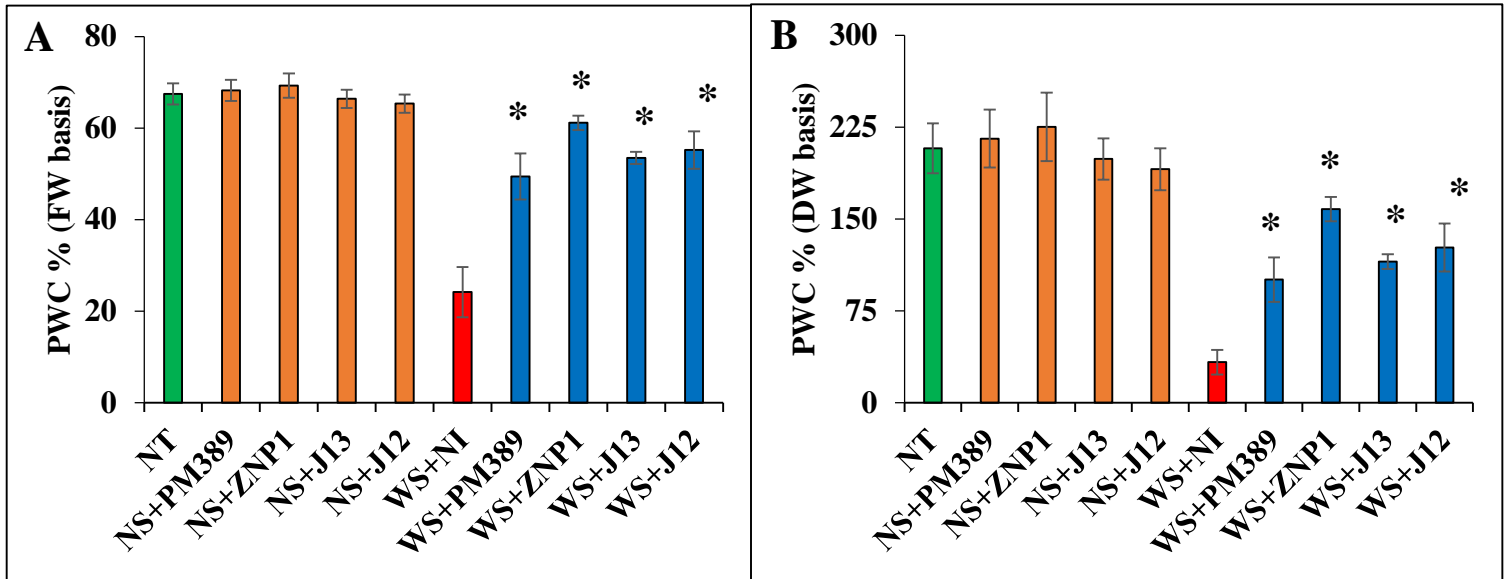 A
PWC % (FW basis)
80
60
40
20
0
*
*
*
*
NT
NS+PM389
NS+ZNP1
NS+J13
NS+J12
WS+NI
WS+PM389
WS+ZNP1
WS+J13
WS+J12
B
PWC % (DW basis)
300
225
150
75
0
*
*
*
*
NT
NS+PM389
NS+ZNP1
NS+J13
NS+J12
WS+NI
WS+PM389
WS+ZNP1
WS+J13
WS+J12